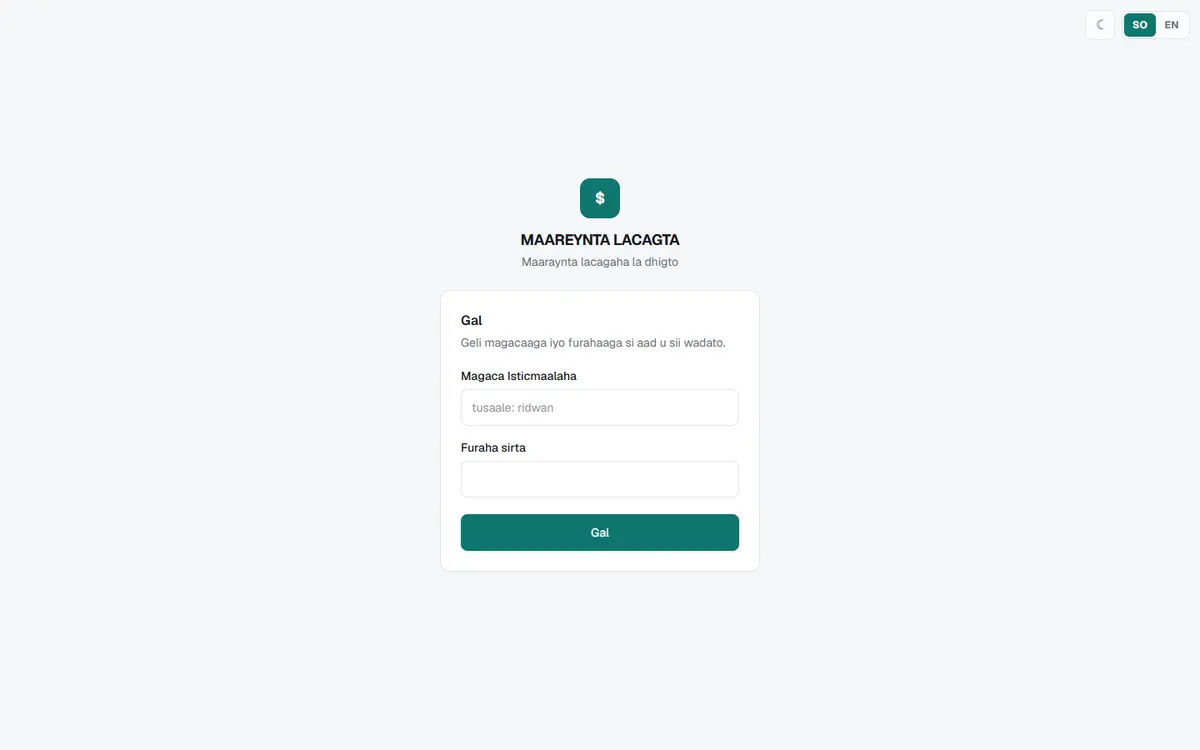 SO EN
$
MAAREYNTA LACAGTA
Maaraynta lacagaha la dhigto
Gal
Geli magacaaga iyo furahaaga si aad u sii wadato.
Magaca Isticmaalaha
tusaale: ridwan
Furaha sirta
Gal